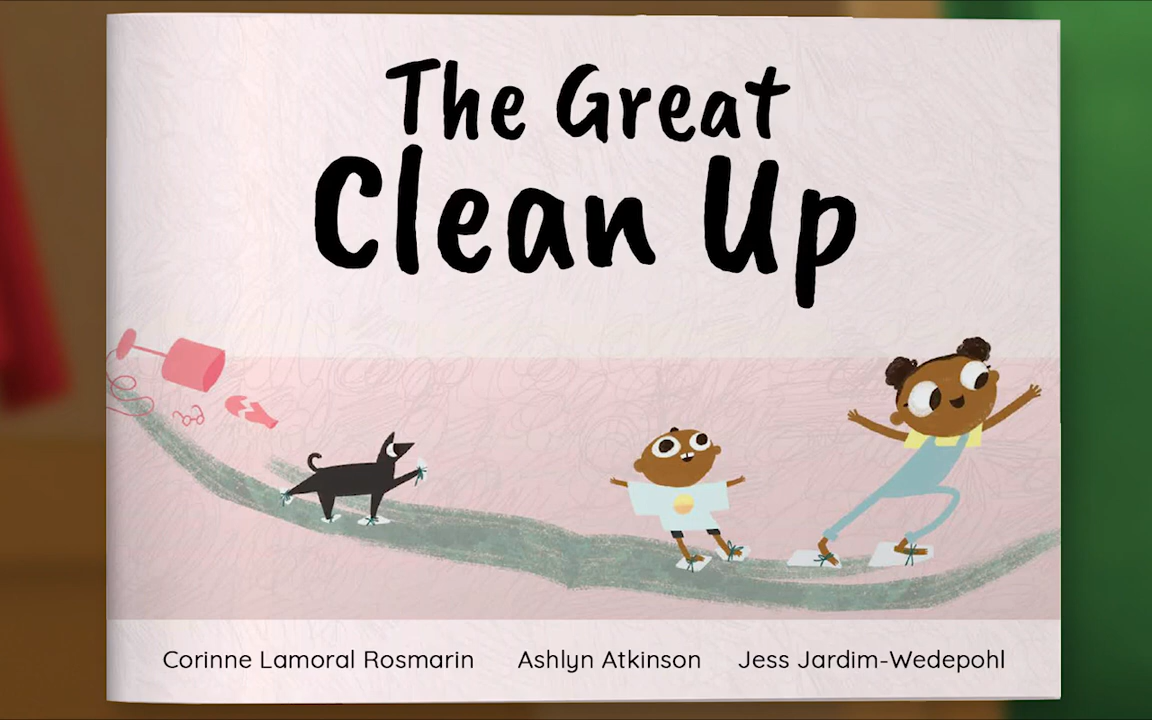 The Great
Clean Up
Corinne Lamoral Rosmarin Ashlyn Atkinson Jess Jardim-Wedepohl